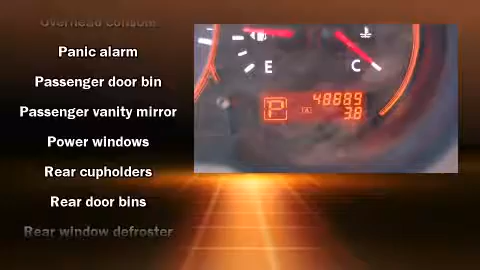 Overhead console
Panic alarm
Passenger door bin
Passenger vanity mirror
Power windows
Rear cupholders
Rear door bins
Rear window defroster
E
C
P
A
48889
3.8